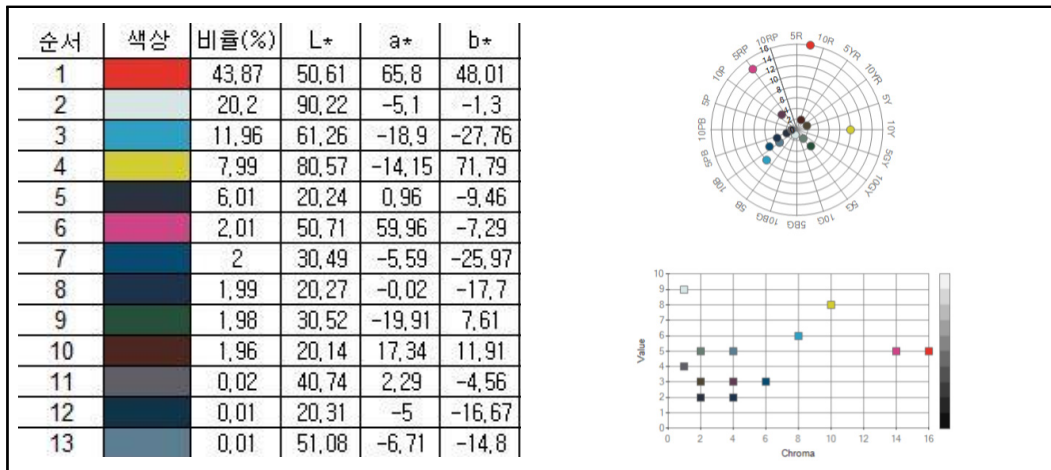 순서 색상 비율(%) L* a* b*
1 43,87 50,61 65,8 48,01
2 20,2 90,22 -5,1 -1,3
3 11,96 61,26 -18,9 -27,76
4 7,99 80,57 -14,15 71,79
5 6,01 20,24 0,96 -9,46
6 2,01 50,71 59,96 -7,29
7 2 30,49 -5,59 -25,97
8 1,99 20,27 -0,02 -17,7
9 1,98 30,52 -19,91 7,61
10 1,96 20,14 17,34 11,91
11 0,02 40,74 2,29 -4,56
12 0,01 20,31 -5 -16,67
13 0,01 51,08 -6,71 -14,8
5R 10R 5YR 10YR 5Y 10Y 5GY 10GY 5G 10G 5BG 10BG 5B 10B 5PB 10PB 5P 10P 5RP 10RP
16
14
12
10
8
6
4
2
10
9
8
7
6
5
4
3
2
1
0
Value
0 2 4 6 8 10 12 14 16
Chroma